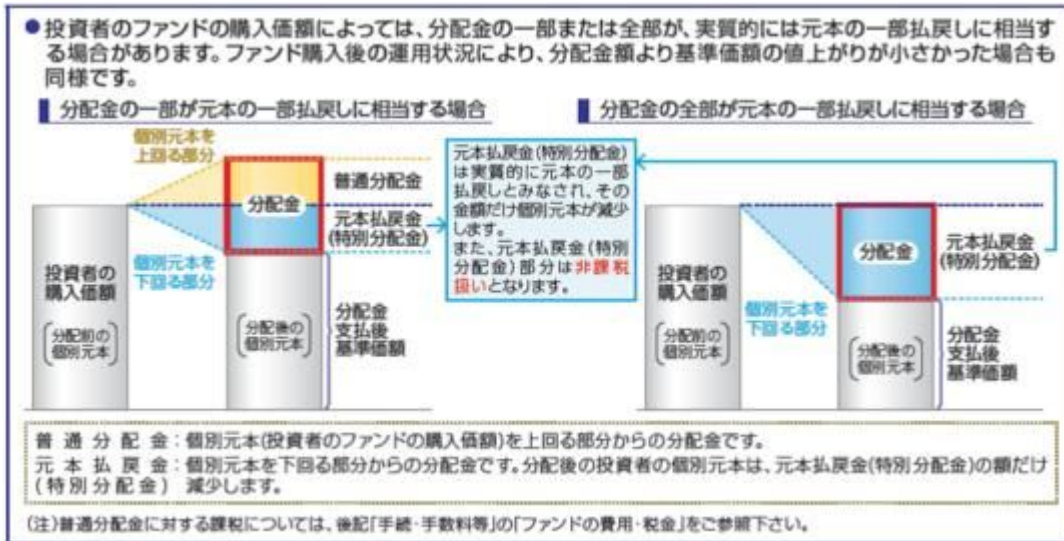 ●投資者のファンドの購入価額によっては、分配金の一部または全部が、実質的には元本の一部払戻しに相当す
る場合があります。ファンド購入後の運用状況により、分配金額より基準価額の値上がりが小さかった場合も
同様です。
分配金の一部が元本の一部払戻しに相当する場合
個別元本を
上回る部分
分配金
普通分配金
元本払戻金
(特別分配金)
投資者の
購入価額
(分配前の
個別元本)
個別元本を
下回る部分
(分配後の
個別元本)
分配金
支払後
基準価額
元本払戻金(特別分配金)
は実質的に元本の一部
払戻しとみなされ、その
金額だけ個別元本が減少
します。
また、元本払戻金(特別
分配金)部分は非課税
扱いとなります。
分配金の全部が元本の一部払戻しに相当する場合
分配金
元本払戻金
(特別分配金)
投資者の
購入価額
(分配前の
個別元本)
個別元本を
下回る部分
(分配後の
個別元本)
分配金
支払後
基準価額
普通分配金:個別元本(投資者のファンドの購入価額)を上回る部分からの分配金です。
元本払戻金:個別元本を下回る部分からの分配金です。分配後の投資者の個別元本は、元本払戻金(特別分配金)の額だけ
(特別分配金) 減少します。
(注)普通分配金に対する課税については、後記「手続・手数料等」の「ファンドの費用・税金」をご参照下さい。